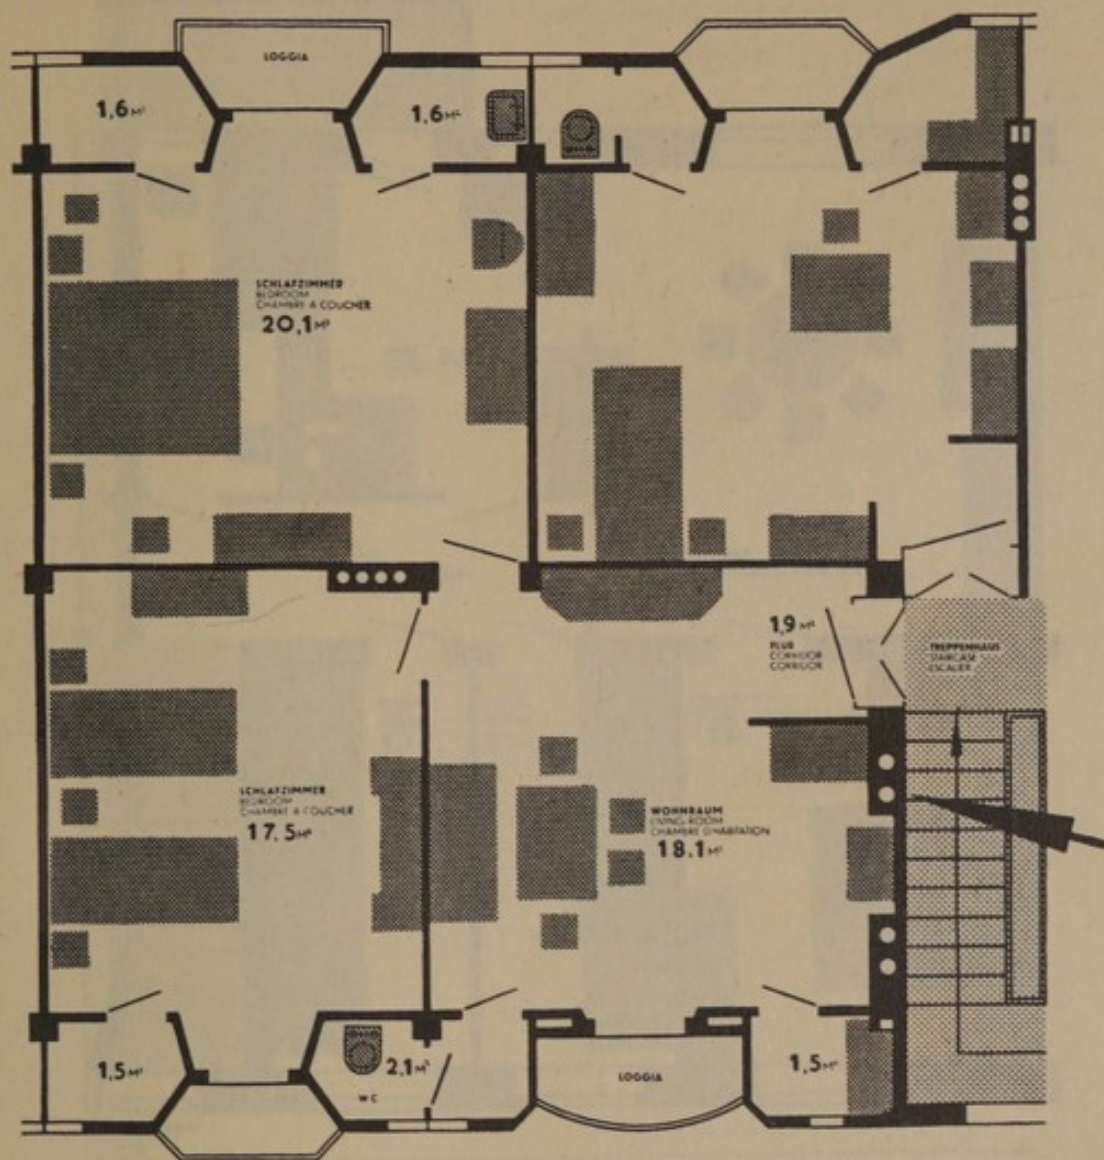 LOGGIA
1,6 M²
1,6 M²
SCHLAFZIMMER
BEDROOM
CHAMBRE A COUCHER
20,1 M²
1,9 M²
FLUR
CORRIDOR
CORRIDOR
TREPPENHAUS
STAIRCASE
ESCALIER
SCHLAFZIMMER
BEDROOM
CHAMBRE A COUCHER
17,5 M²
WOHNRAUM
LIVING-ROOM
CHAMBRE D'HABITATION
18.1 M²
1,5 M²
2,1 M²
WC
LOGGIA
1,5 M²